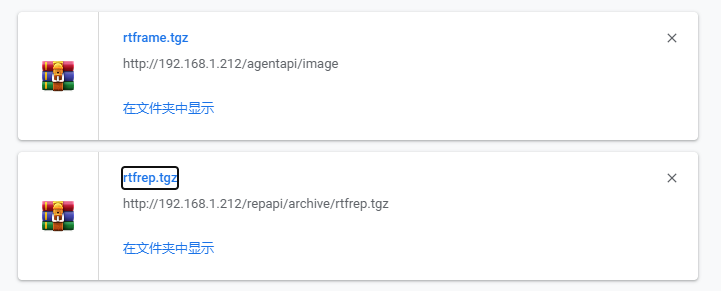 rtframe.tgz
http://192.168.1.212/agentapi/image
在文件夹中显示
rtfrep.tgz
http://192.168.1.212/repapi/archive/rtfrep.tgz
在文件夹中显示